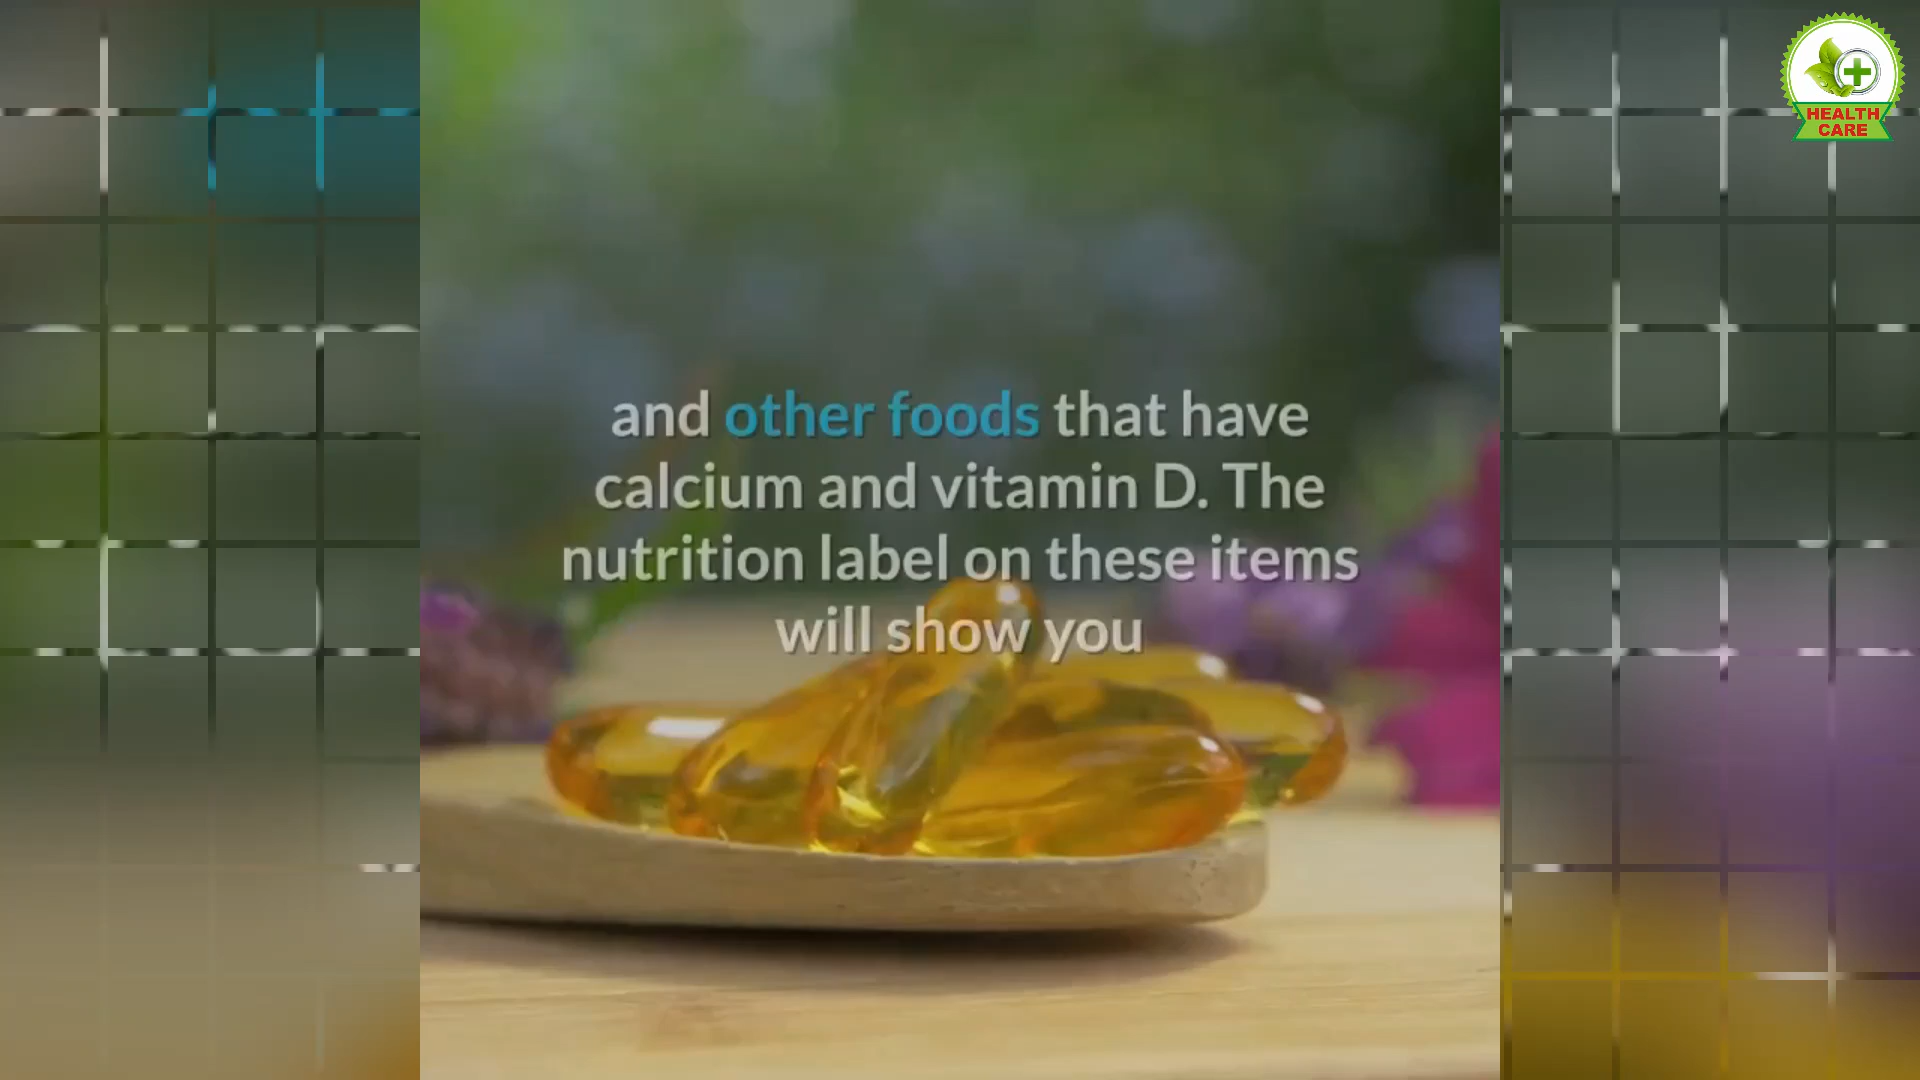 HEALTH
CARE
and other foods that have
calcium and vitamin D. The
nutrition label on these items
will show you